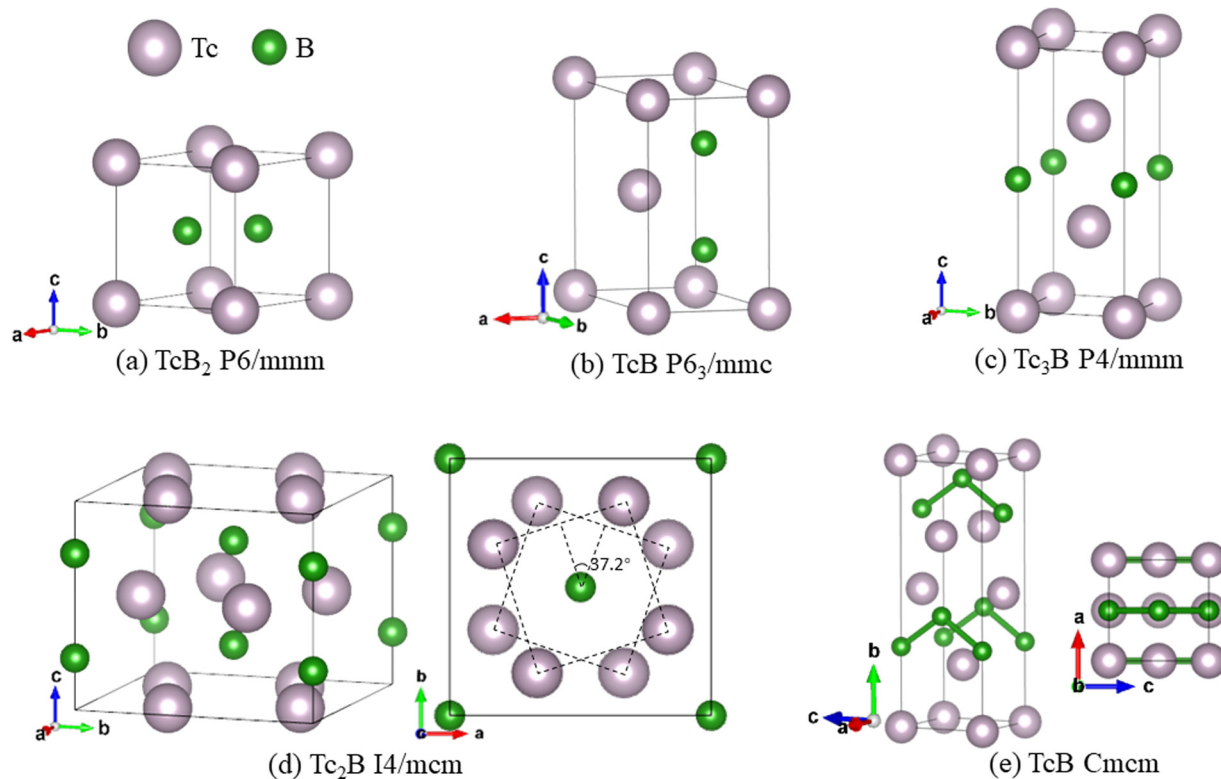 Tc B
c
a b
(a) TcB₂ P6/mmm
c
a
b
(b) TcB P6₃/mmc
c
a b
(c) Tc₃B P4/mmm
c
a b
37.2°
b
c a
(d) Tc₂B I4/mcm
b
c
a
a
b c
(e) TcB Cmcm